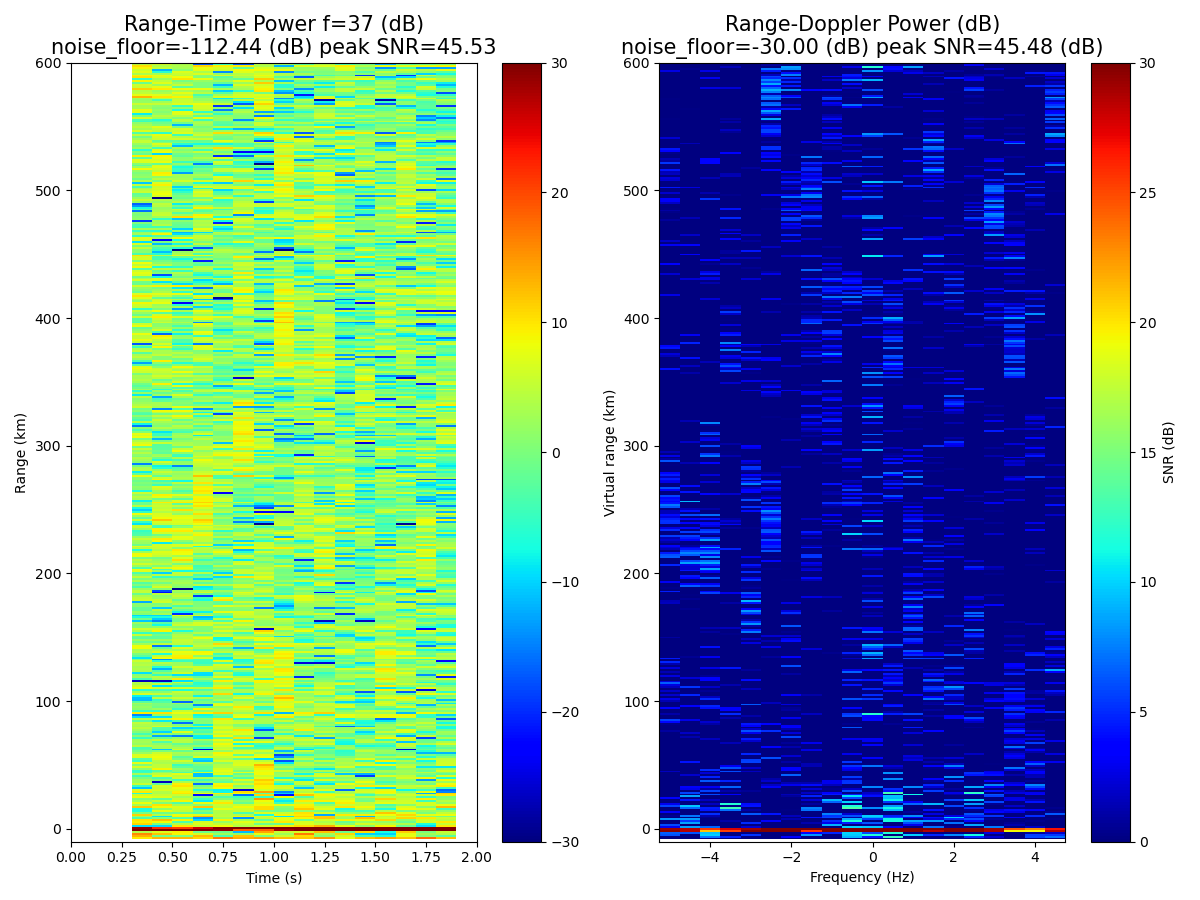 Range-Time Power f=37 (dB)
noise_floor=-112.44 (dB) peak SNR=45.53
Range-Doppler Power (dB)
noise_floor=-30.00 (dB) peak SNR=45.48 (dB)
Range (km)
600
500
400
300
200
100
0
0.00 0.25 0.50 0.75 1.00 1.25 1.50 1.75 2.00
Time (s)
30
20
10
0
−10
−20
−30
Virtual range (km)
600
500
400
300
200
100
0
−4 −2 0 2 4
Frequency (Hz)
30
25
20
15
10
5
0
SNR (dB)